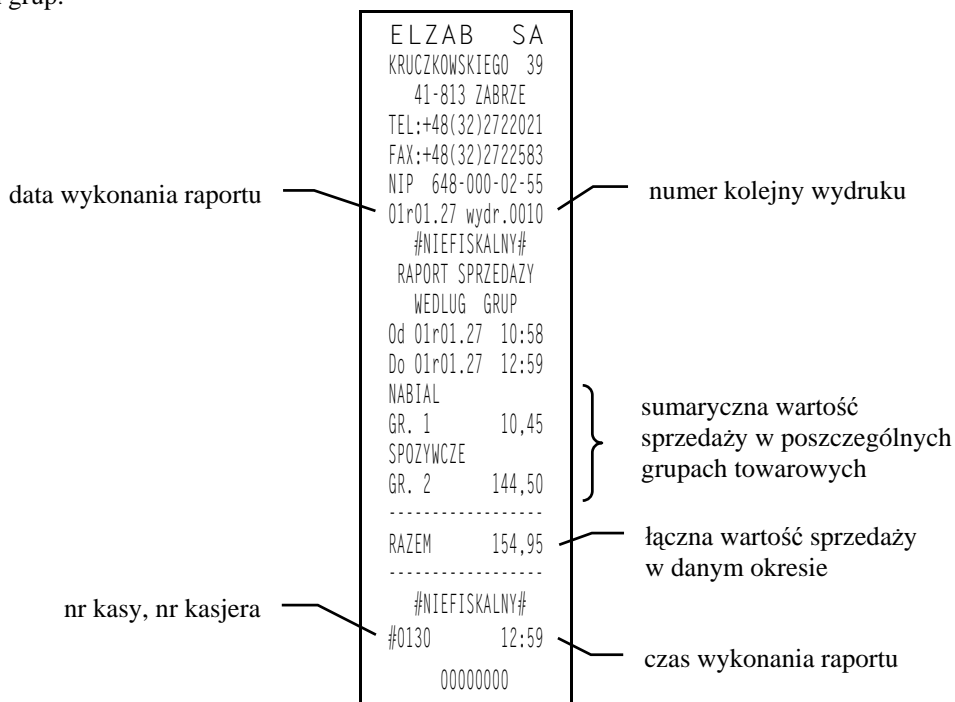 grup.
ELZAB SA
KRUCZKOWSKIEGO 39
41-813 ZABRZE
TEL:+48(32)2722021
FAX:+48(32)2722583
NIP 648-000-02-55
data wykonania raportu
numer kolejny wydruku
01r01.27 wydr.0010
#NIEFISKALNY#
RAPORT SPRZEDAZY
WEDLUG GRUP
Od 01r01.27 10:58
Do 01r01.27 12:59
NABIAL
GR. 1 10,45
SPOZYWCZE
GR. 2 144,50
sumaryczna wartość
sprzedaży w poszczególnych
grupach towarowych
------------------
RAZEM 154,95
łączna wartość sprzedaży
w danym okresie
------------------
#NIEFISKALNY#
nr kasy, nr kasjera
#0130 12:59
czas wykonania raportu
00000000